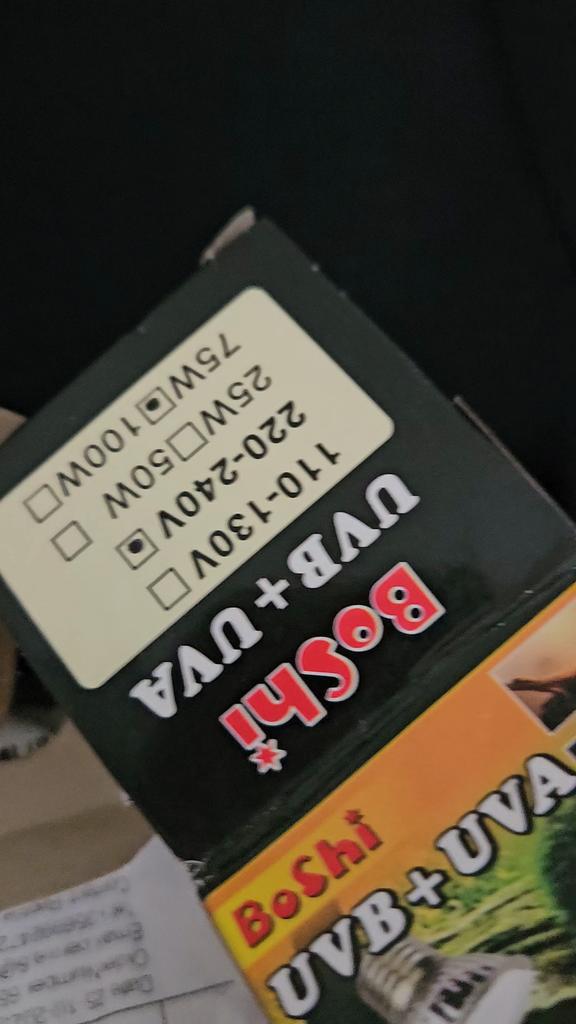 BoShi
UVB+UVA
110-130V
220-240V
25W 50W
75W 100W
BoShi
UVB+UVA